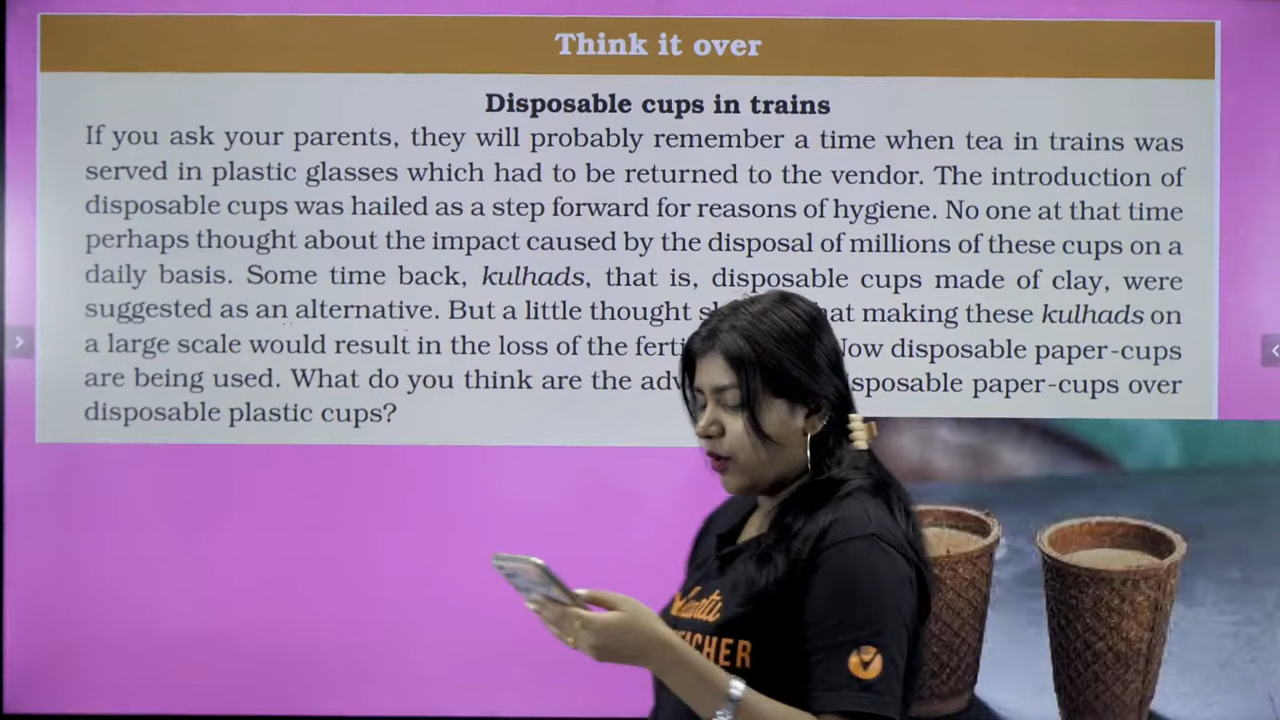 Think it over
Disposable cups in trains
If you ask your parents, they will probably remember a time when tea in trains was
served in plastic glasses which had to be returned to the vendor. The introduction of
disposable cups was hailed as a step forward for reasons of hygiene. No one at that time
perhaps thought about the impact caused by the disposal of millions of these cups on a
daily basis. Some time back, kulhads, that is, disposable cups made of clay, were
suggested as an alternative. But a little thought making these kulhads on
a large scale would result in the loss of the disposable paper-cups
are being used. What do you think are the paper-cups over
disposable plastic cups?